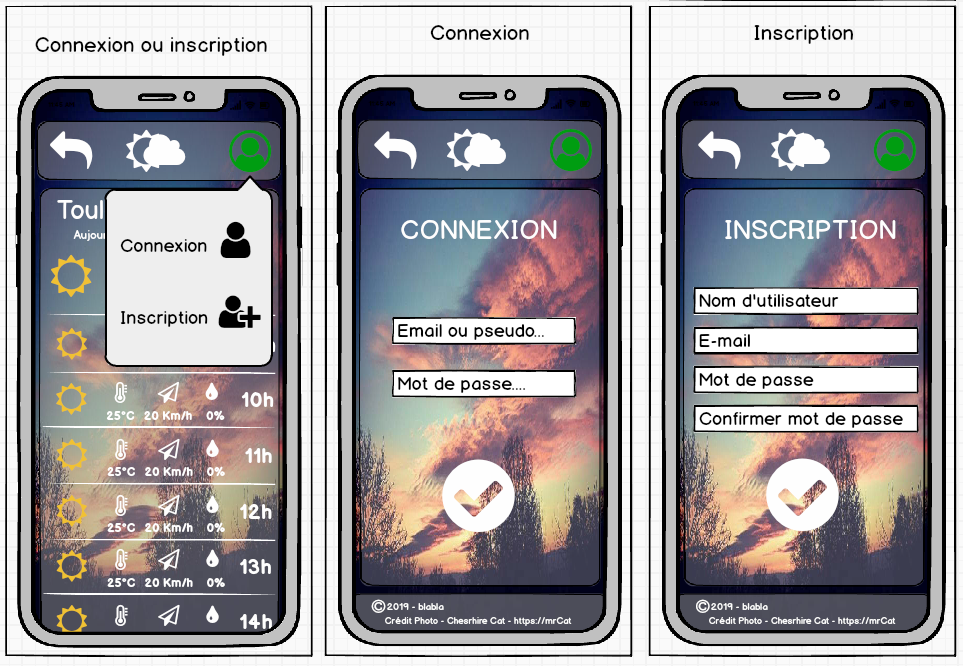 Connexion ou inscription
Toul
Aujour
Connexion
Inscription
25°C 20 Km/h 0% 10h
25°C 20 Km/h 0% 11h
25°C 20 Km/h 0% 12h
25°C 20 Km/h 0% 13h
14h
Connexion
CONNEXION
Email ou pseudo...
Mot de passe....
©2019 - blabla
Crédit Photo - Chesrhire Cat - https://mrCat
Inscription
INSCRIPTION
Nom d'utilisateur
E-mail
Mot de passe
Confirmer mot de passe
©2019 - blabla
Crédit Photo - Chesrhire Cat - https://mrCat